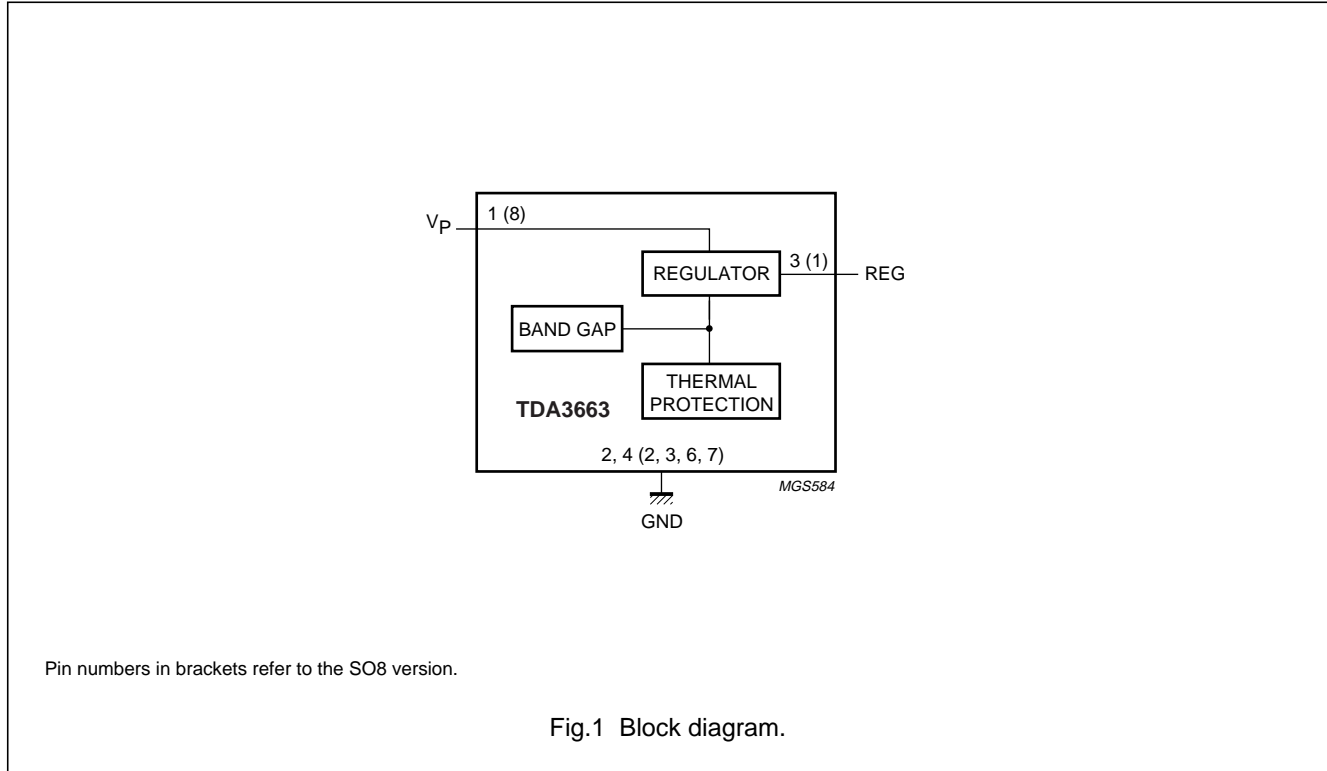 1 (8)
VP
REGULATOR
3 (1)
REG
BAND GAP
THERMAL
PROTECTION
TDA3663
2, 4 (2, 3, 6, 7)
MGS584
GND
Pin numbers in brackets refer to the SO8 version.
Fig.1 Block diagram.